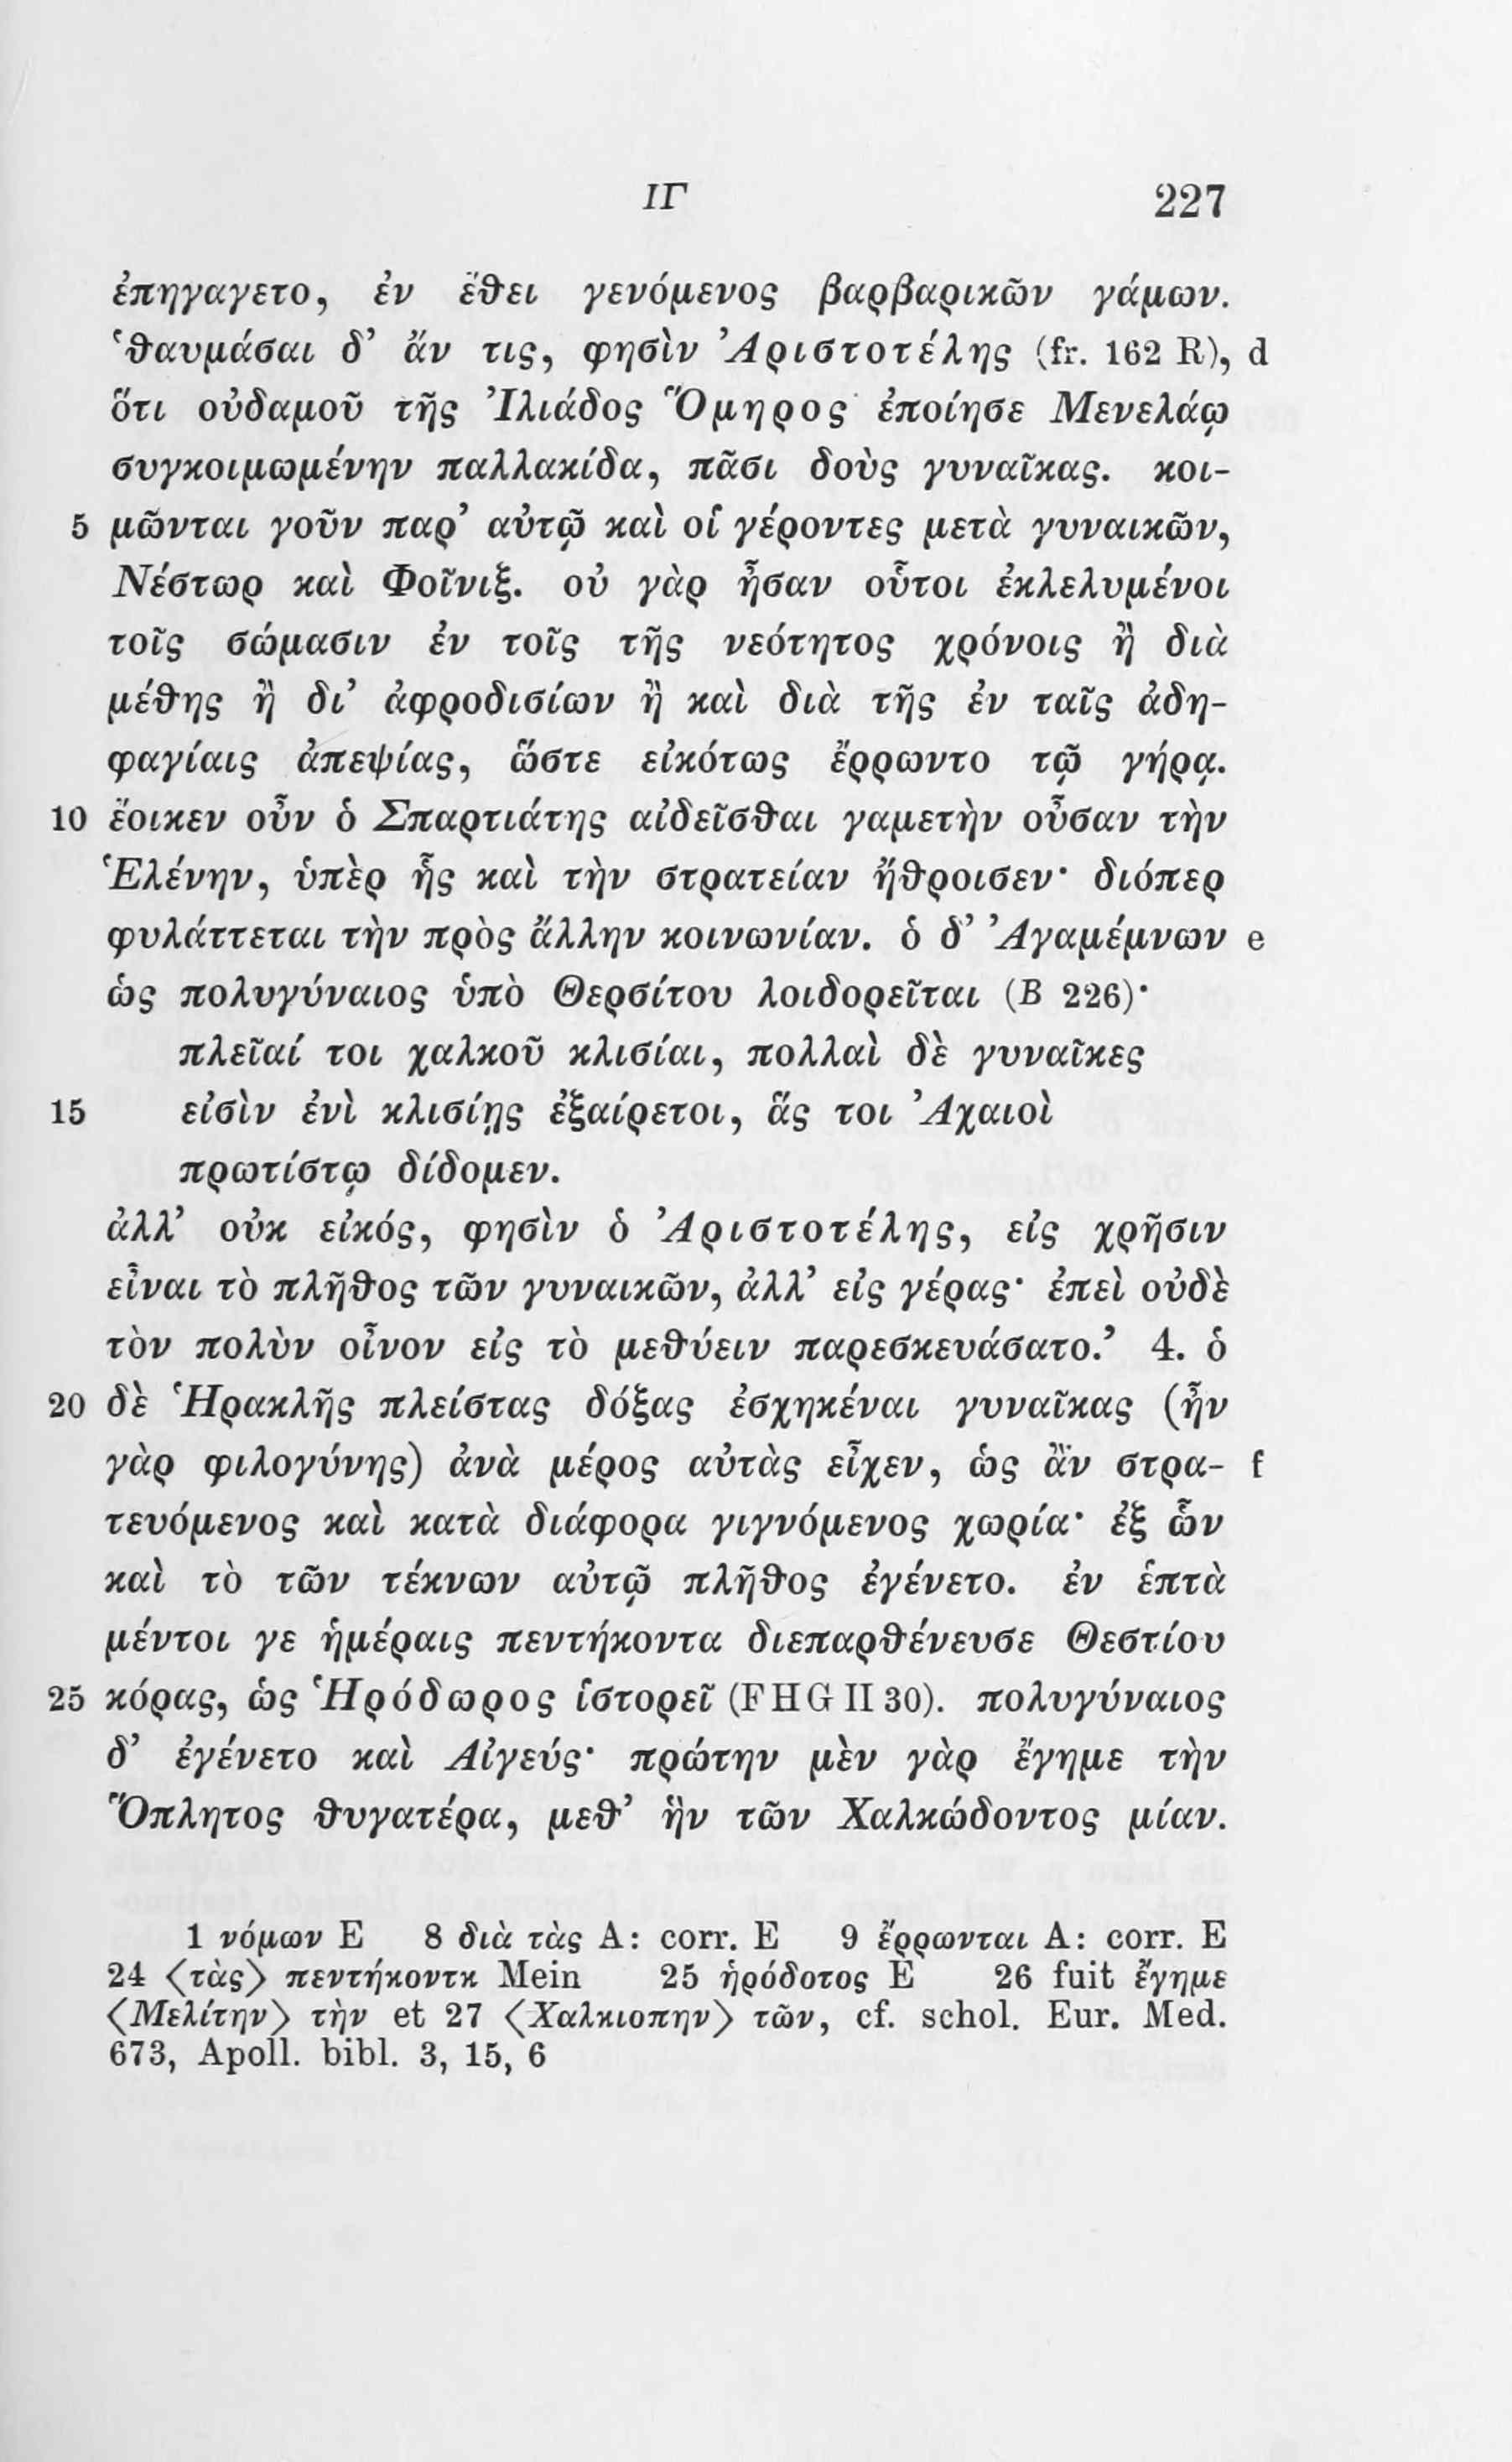 ΙΓ 227
ἐπηγαγετο, ἐν ἔθει γενόμενος βαρβαρικῶν γάμων.
‘θαυμάσαι δ’ ἄν τις, φησὶν Ἀριστοτέλης (fr. 162 R), d
ὅτι οὐδαμοῦ τῆς Ἰλιάδος Ὅμηρος ἐποίησε Μενελάῳ
συγκοιμωμένην παλλακίδα, πᾶσι δοὺς γυναῖκας. κοι-
5 μῶνται γοῦν παρ’ αὐτῷ καὶ οἱ γέροντες μετὰ γυναικῶν,
Νέστωρ καὶ Φοῖνιξ. οὐ γὰρ ἦσαν οὗτοι ἐκλελυμένοι
τοῖς σώμασιν ἐν τοῖς τῆς νεότητος χρόνοις ἢ διὰ
μέθης ἢ δι’ ἀφροδισίων ἢ καὶ διὰ τῆς ἐν ταῖς ἀδη-
φαγίαις ἀπεψίας, ὥστε εἰκότως ἔρρωντο τῷ γήρᾳ.
10 ἔοικεν οὖν ὁ Σπαρτιάτης αἰδεῖσθαι γαμετὴν οὖσαν τὴν
Ἑλένην, ὑπὲρ ἧς καὶ τὴν στρατείαν ἤθροισεν· διόπερ
φυλάττεται τὴν πρὸς ἄλλην κοινωνίαν. ὁ δ’ Ἀγαμέμνων e
ὡς πολυγύναιος ὑπὸ Θερσίτου λοιδορεῖται (B 226)·
πλεῖαί τοι χαλκοῦ κλισίαι, πολλαὶ δὲ γυναῖκες
15 εἰσὶν ἐνὶ κλισίῃς ἐξαίρετοι, ἅς τοι Ἀχαιοὶ
πρωτίστῳ δίδομεν.
ἀλλ’ οὐκ εἰκός, φησὶν ὁ Ἀριστοτέλης, εἰς χρῆσιν
εἶναι τὸ πλῆθος τῶν γυναικῶν, ἀλλ’ εἰς γέρας· ἐπεὶ οὐδὲ
τὸν πολὺν οἶνον εἰς τὸ μεθύειν παρεσκευάσατο.’ 4. ὁ
20 δὲ Ἡρακλῆς πλείστας δόξας ἐσχηκέναι γυναῖκας (ἦν
γὰρ φιλογύνης) ἀνὰ μέρος αὐτὰς εἶχεν, ὡς ἂν στρα- f
τευόμενος καὶ κατὰ διάφορα γιγνόμενος χωρία· ἐξ ὧν
καὶ τὸ τῶν τέκνων αὐτῷ πλῆθος ἐγένετο. ἐν ἑπτὰ
μέντοι γε ἡμέραις πεντήκοντα διεπαρθένευσε Θεστίου
25 κόρας, ὡς Ἡρόδωρος ἱστορεῖ (FHG II 30). πολυγύναιος
δ’ ἐγένετο καὶ Αἰγεύς· πρώτην μὲν γὰρ ἔγημε τὴν
Ὅπλητος θυγατέρα, μεθ’ ἣν τῶν Χαλκώδοντος μίαν.
1 νόμων E 8 διὰ τὰς A: corr. E 9 ἔρρωνται A: corr. E
24 ⟨τὰς⟩ πεντήκοντκ Mein 25 ἡρόδοτος E 26 fuit ἔγημε
⟨Μελίτην⟩ τὴν et 27 ⟨Χαλκιοπην⟩ τῶν, cf. schol. Eur. Med.
673, Apoll. bibl. 3, 15, 6